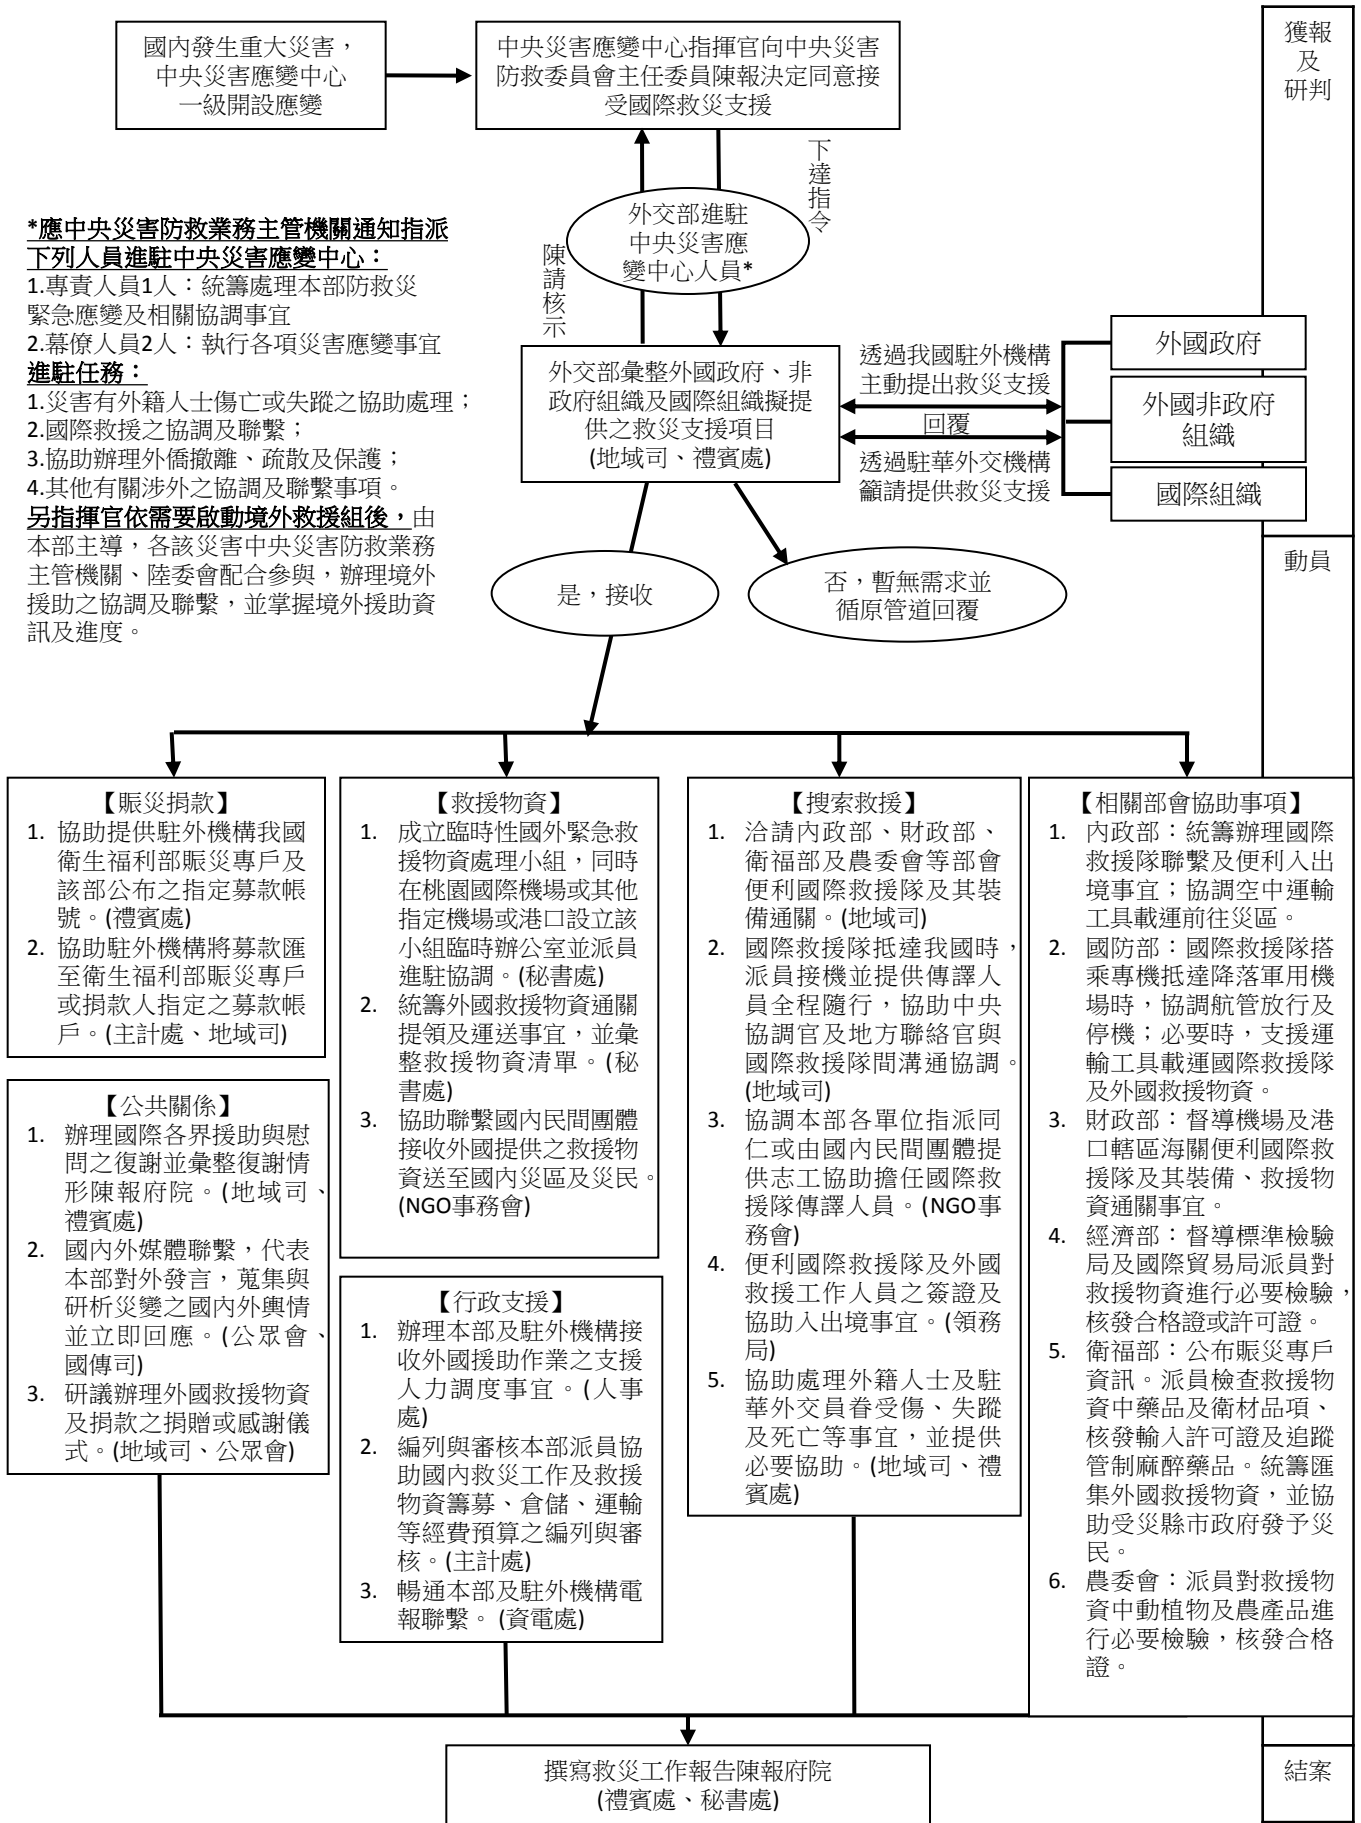 國內發生重大災害，
中央災害應變中心
一級開設應變
中央災害應變中心指揮官向中央災害
防救委員會主任委員陳報決定同意接
受國際救災支援
獲報
及
研判
下達指令
外交部進駐
中央災害應
變中心人員*
陳請核示
*應中央災害防救業務主管機關通知指派
下列人員進駐中央災害應變中心：
1.專責人員1人：統籌處理本部防救災
緊急應變及相關協調事宜
2.幕僚人員2人：執行各項災害應變事宜
進駐任務：
1.災害有外籍人士傷亡或失蹤之協助處理；
2.國際救援之協調及聯繫；
3.協助辦理外僑撤離、疏散及保護；
4.其他有關涉外之協調及聯繫事項。
另指揮官依需要啟動境外救援組後，由
本部主導，各該災害中央災害防救業務
主管機關、陸委會配合參與，辦理境外
援助之協調及聯繫，並掌握境外援助資
訊及進度。
外交部彙整外國政府、非
政府組織及國際組織擬提
供之救災支援項目
(地域司、禮賓處)
透過我國駐外機構
主動提出救災支援
回覆
透過駐華外交機構
籲請提供救災支援
外國政府
外國非政府
組織
國際組織
動員
是，接收
否，暫無需求並
循原管道回覆
【賑災捐款】
1. 協助提供駐外機構我國
衛生福利部賑災專戶及
該部公布之指定募款帳
號。(禮賓處)
2. 協助駐外機構將募款匯
至衛生福利部賑災專戶
或捐款人指定之募款帳
戶。(主計處、地域司)
【公共關係】
1. 辦理國際各界援助與慰
問之復謝並彙整復謝情
形陳報府院。(地域司、
禮賓處)
2. 國內外媒體聯繫，代表
本部對外發言，蒐集與
研析災變之國內外輿情
並立即回應。(公眾會、
國傳司)
3. 研議辦理外國救援物資
及捐款之捐贈或感謝儀
式。(地域司、公眾會)
【救援物資】
1. 成立臨時性國外緊急救
援物資處理小組，同時
在桃園國際機場或其他
指定機場或港口設立該
小組臨時辦公室並派員
進駐協調。(秘書處)
2. 統籌外國救援物資通關
提領及運送事宜，並彙
整救援物資清單。(秘
書處)
3. 協助聯繫國內民間團體
接收外國提供之救援物
資送至國內災區及災民。
(NGO事務會)
【行政支援】
1. 辦理本部及駐外機構接
收外國援助作業之支援
人力調度事宜。(人事
處)
2. 編列與審核本部派員協
助國內救災工作及救援
物資籌募、倉儲、運輸
等經費預算之編列與審
核。(主計處)
3. 暢通本部及駐外機構電
報聯繫。(資電處)
【搜索救援】
1. 洽請內政部、財政部、
衛福部及農委會等部會
便利國際救援隊及其裝
備通關。(地域司)
2. 國際救援隊抵達我國時，
派員接機並提供傳譯人
員全程隨行，協助中央
協調官及地方聯絡官與
國際救援隊間溝通協調。
(地域司)
3. 協調本部各單位指派同
仁或由國內民間團體提
供志工協助擔任國際救
援隊傳譯人員。(NGO事
務會)
4. 便利國際救援隊及外國
救援工作人員之簽證及
協助入出境事宜。(領務
局)
5. 協助處理外籍人士及駐
華外交員眷受傷、失蹤
及死亡等事宜，並提供
必要協助。(地域司、禮
賓處)
【相關部會協助事項】
1. 內政部：統籌辦理國際
救援隊聯繫及便利入出
境事宜；協調空中運輸
工具載運前往災區。
2. 國防部：國際救援隊搭
乘專機抵達降落軍用機
場時，協調航管放行及
停機；必要時，支援運
輸工具載運國際救援隊
及外國救援物資。
3. 財政部：督導機場及港
口轄區海關便利國際救
援隊及其裝備、救援物
資通關事宜。
4. 經濟部：督導標準檢驗
局及國際貿易局派員對
救援物資進行必要檢驗，
核發合格證或許可證。
5. 衛福部：公布賑災專戶
資訊。派員檢查救援物
資中藥品及衛材品項、
核發輸入許可證及追蹤
管制麻醉藥品。統籌匯
集外國救援物資，並協
助受災縣市政府發予災
民。
6. 農委會：派員對救援物
資中動植物及農產品進
行必要檢驗，核發合格
證。
撰寫救災工作報告陳報府院
(禮賓處、秘書處)
結案